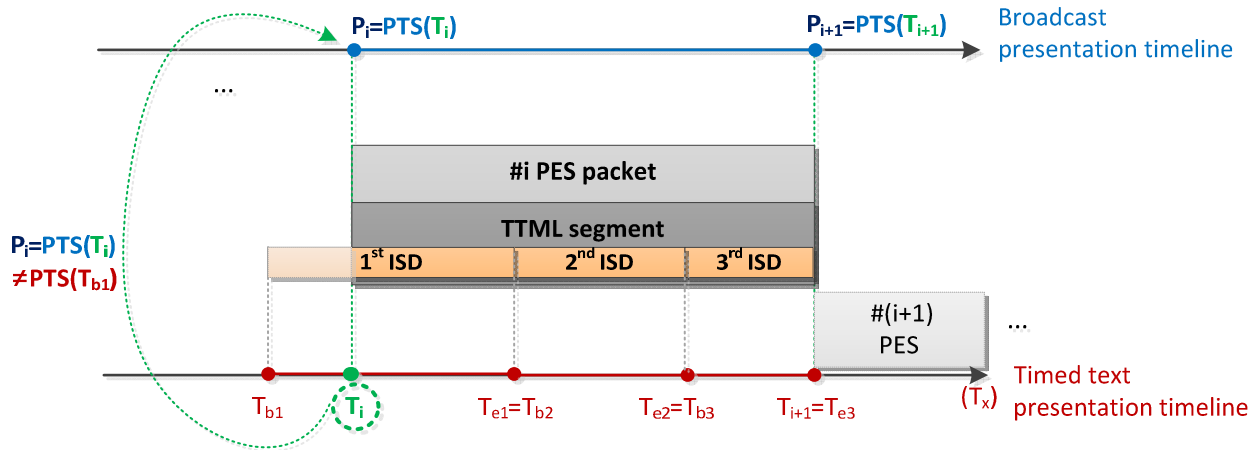 Pi=PTS(Ti)
Pi+1=PTS(Ti+1)
Broadcast
presentation timeline
...
#i PES packet
TTML segment
1st ISD
2nd ISD
3rd ISD
Pi=PTS(Ti)
≠PTS(Tb1)
#(i+1)
PES
...
Tb1
Ti
Te1=Tb2
Te2=Tb3
Ti+1=Te3
(Tx)
Timed text
presentation timeline